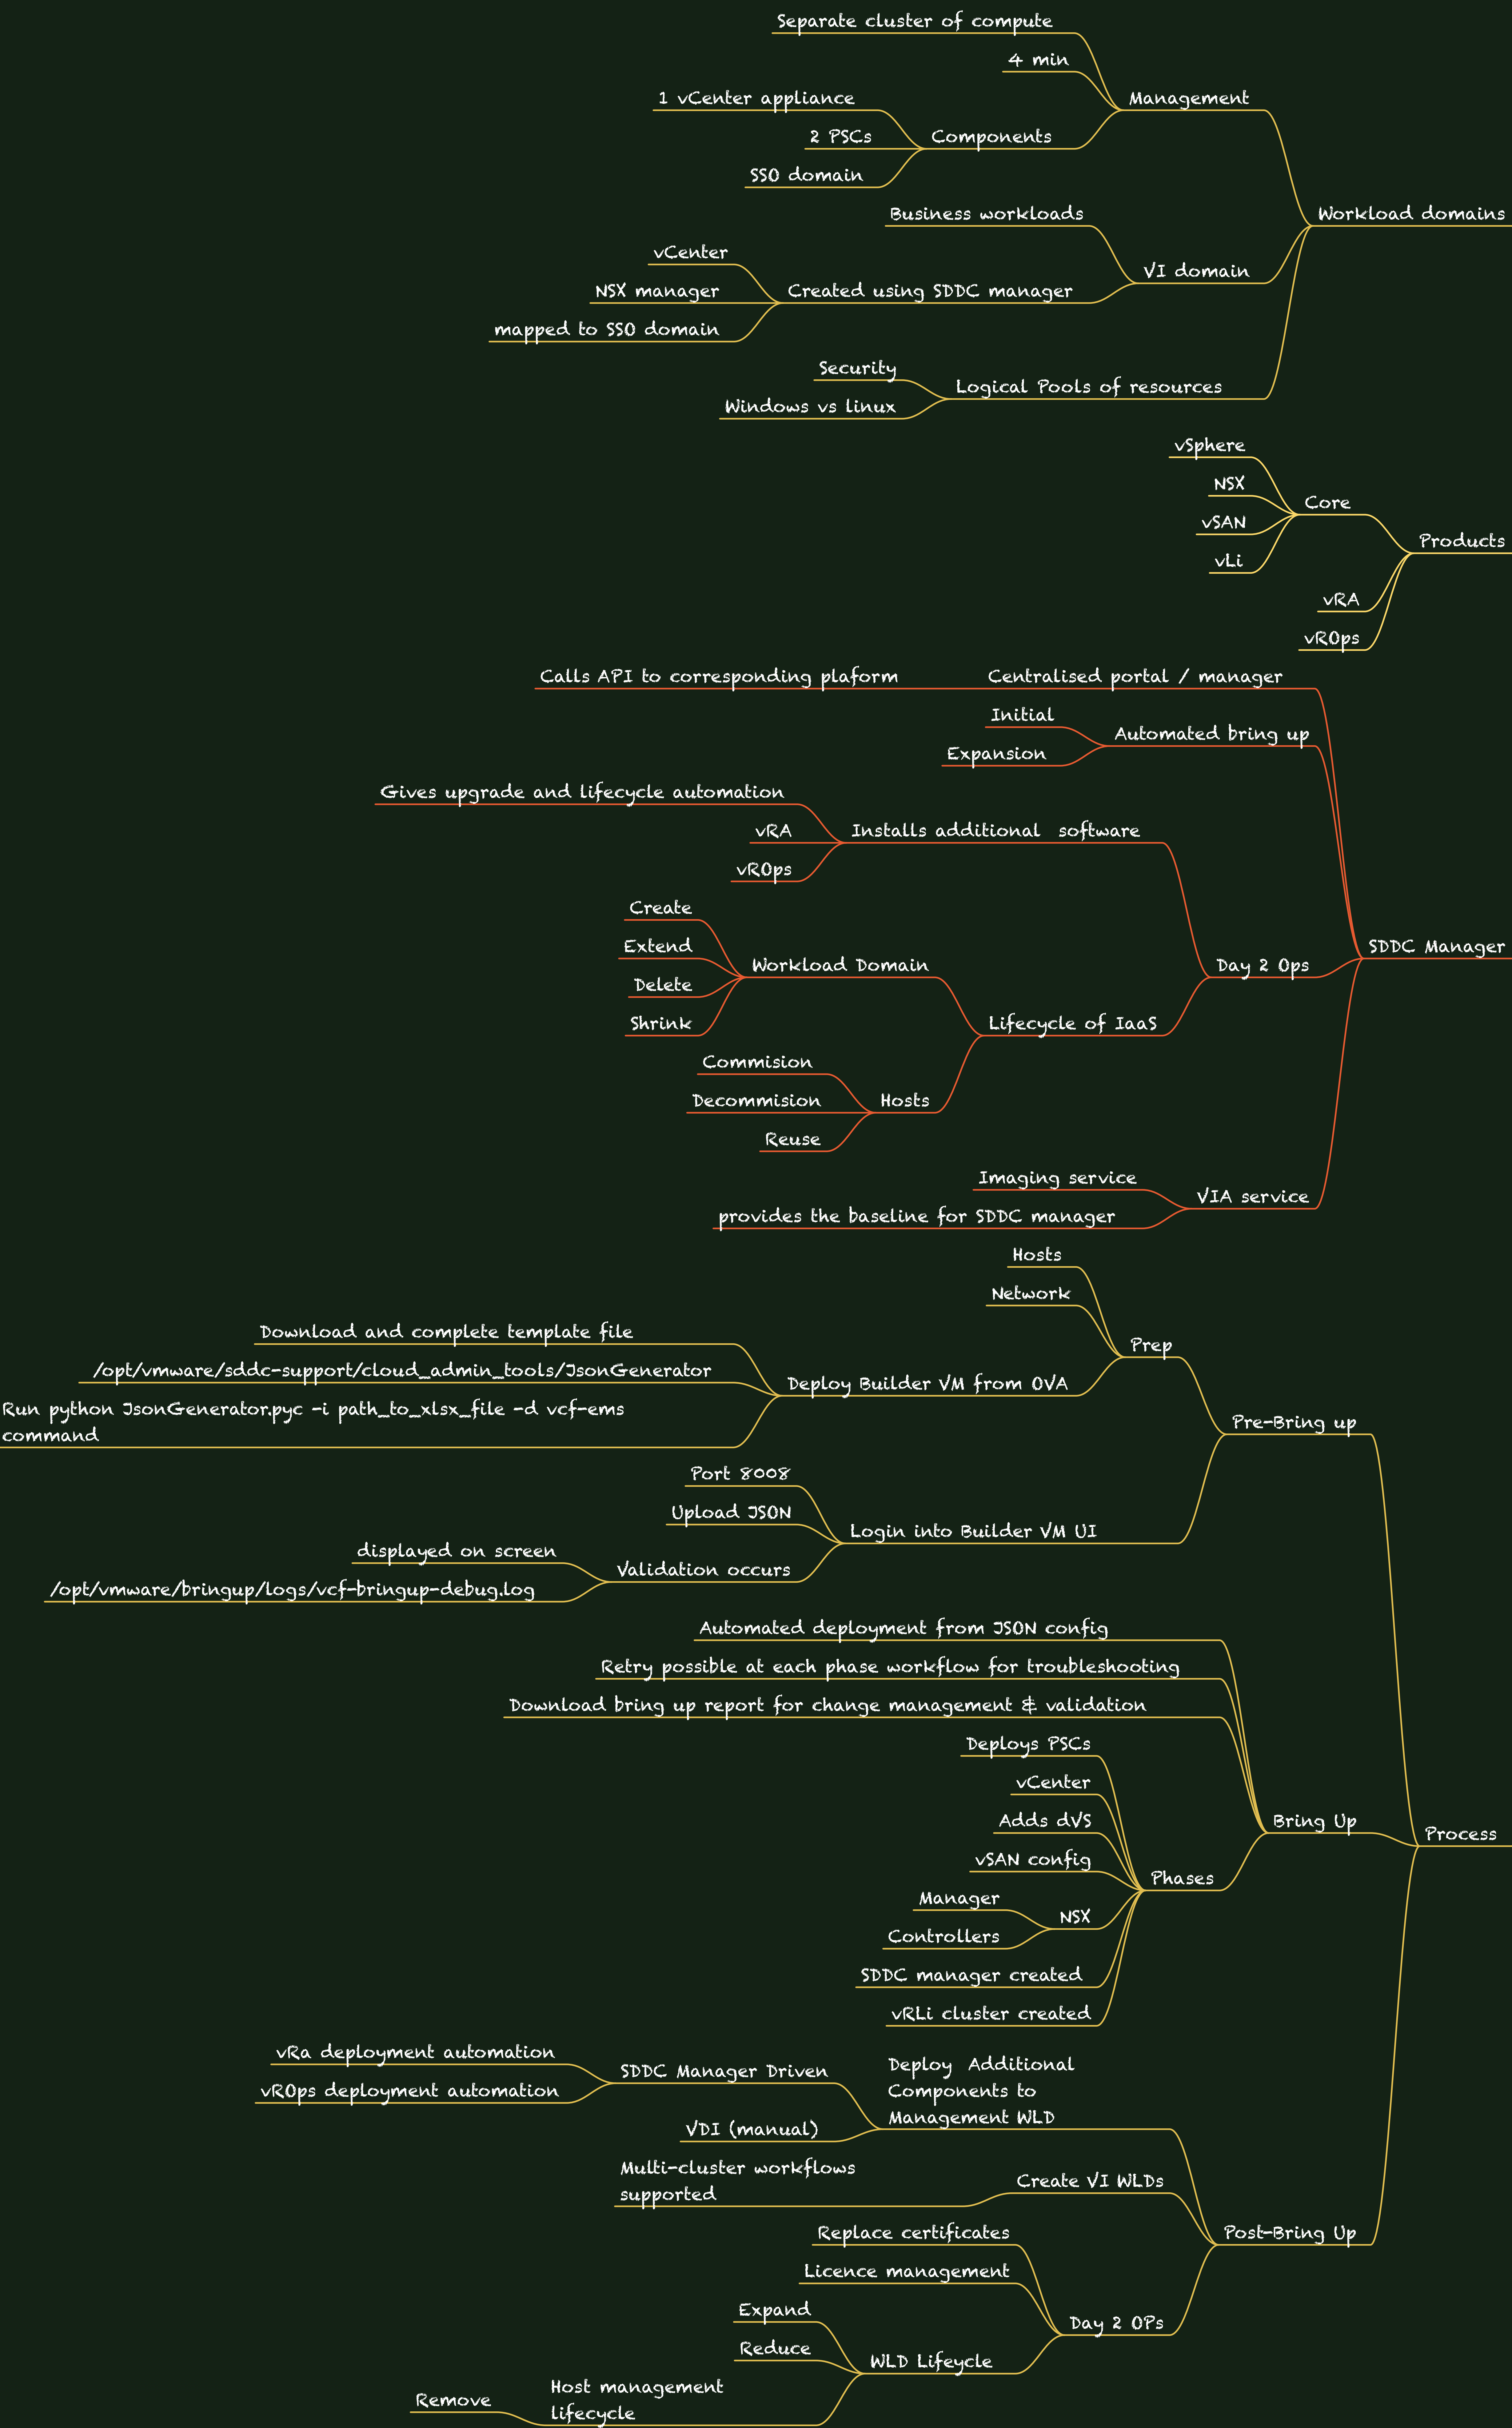 Separate cluster of compute
4 min
1 vCenter appliance
Management
2 PSCs
Components
SSO domain
Business workloads
Workload domains
vCenter
VI domain
NSX manager
Created using SDDC manager
mapped to SSO domain
Security
Logical Pools of resources
Windows vs linux
vSphere
NSX
Core
vSAN
Products
vLi
vRA
vROps
Calls API to corresponding plaform
Centralised portal / manager
Initial
Automated bring up
Expansion
Gives upgrade and lifecycle automation
vRA
Installs additional  software
vROps
Create
Extend
SDDC Manager
Workload Domain
Day 2 Ops
Delete
Shrink
Lifecycle of IaaS
Commision
Decommision
Hosts
Reuse
Imaging service
VIA service
provides the baseline for SDDC manager
Hosts
Network
Download and complete template file
Prep
/opt/vmware/sddc-support/cloud_admin_tools/JsonGenerator
Deploy Builder VM from OVA
Run python JsonGenerator.pyc -i path_to_xlsx_file -d vcf-ems
command
Pre-Bring up
Port 8008
Upload JSON
Login into Builder VM UI
displayed on screen
Validation occurs
/opt/vmware/bringup/logs/vcf-bringup-debug.log
Automated deployment from JSON config
Retry possible at each phase workflow for troubleshooting
Download bring up report for change management & validation
Deploys PSCs
vCenter
Adds dVS
Bring Up
Process
vSAN config
Phases
Manager
NSX
Controllers
SDDC manager created
vRLi cluster created
vRa deployment automation
SDDC Manager Driven
vROps deployment automation
Deploy  Additional
Components to
Management WLD
VDI (manual)
Multi-cluster workflows
supported
Create VI WLDs
Replace certificates
Post-Bring Up
Licence management
Expand
Day 2 OPs
Reduce
WLD Lifeycle
Host management
lifecycle
Remove